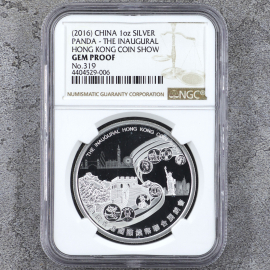 (2016) CHINA 1oz SILVER
PANDA - THE INAUGURAL
HONG KONG COIN SHOW
GEM PROOF
No.319
4404529-006
NUMISMATIC GUARANTY CORPORATION
NGC
THE INAUGURAL HONG KONG